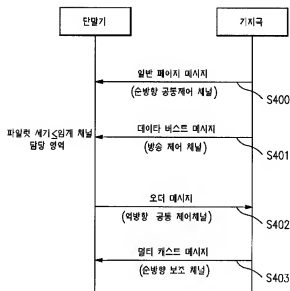 단말기
기지국
일반 페이지 메시지
(순방향 공통제어 채널)
S400
파일럿 세기≤임계 채널
담당 영역
데이타 버스트 메시지
(방송 제어 채널)
S401
오더 메시지
(역방향 공통 제어채널)
S402
멀티 캐스트 메시지
(순방향 보조 채널)
S403